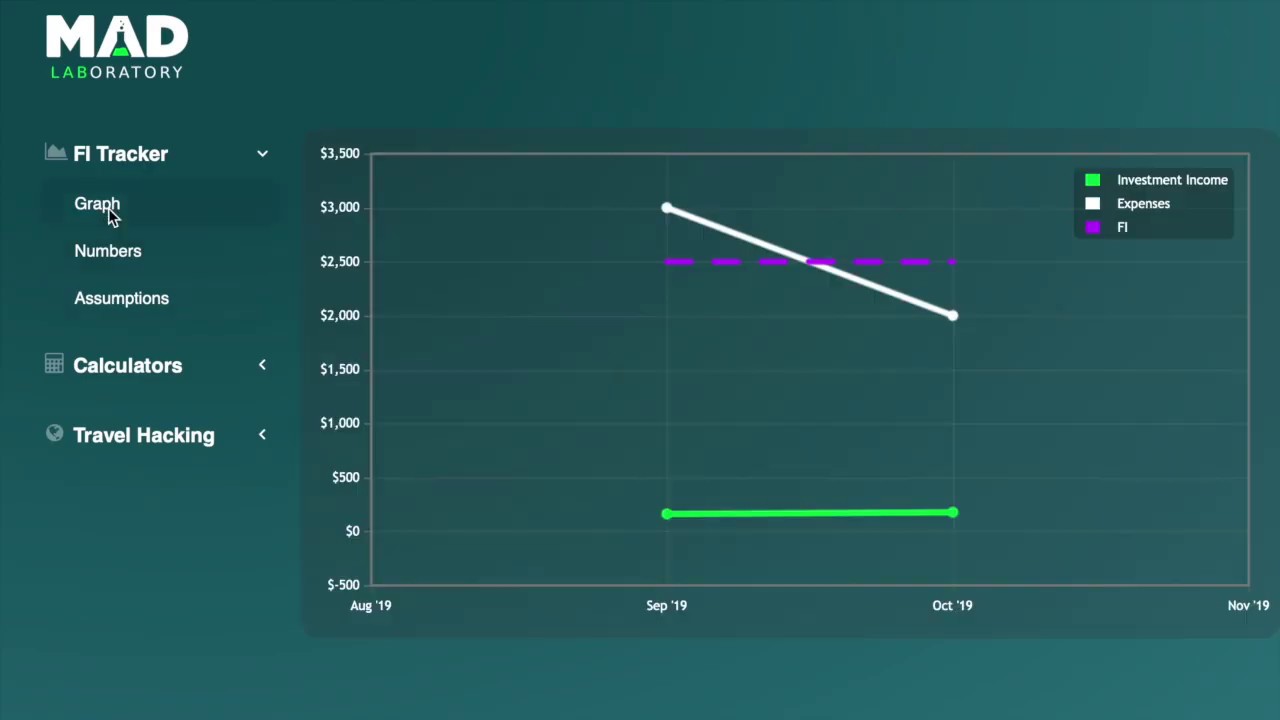 MAD
LABORATORY
FI Tracker
Graph
Numbers
Assumptions
Calculators
Travel Hacking
$3,500
$3,000
$2,500
$2,000
$1,500
$1,000
$500
$0
$-500
Aug '19
Sep '19
Oct '19
Nov '19
Investment Income
Expenses
FI